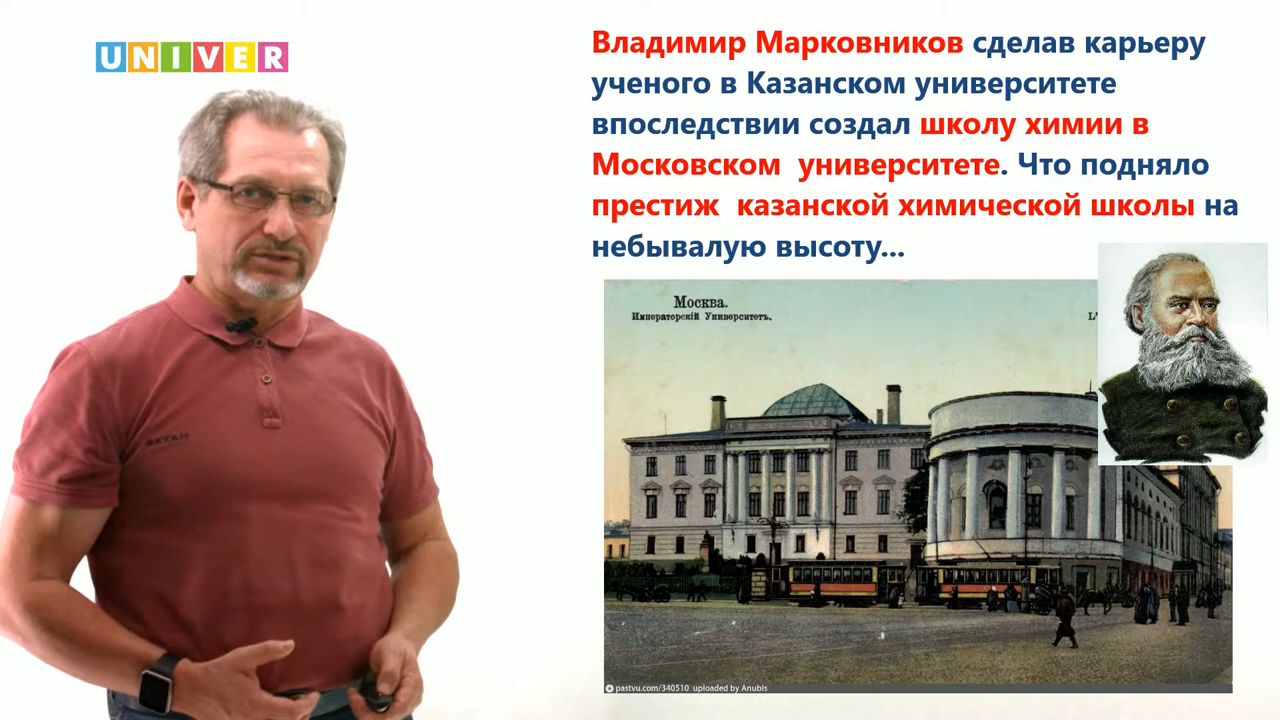 UNIVER
Владимир Марковников сделав карьеру
ученого в Казанском университете
впоследствии создал школу химии в
Московском университете. Что подняло
престиж казанской химической школы на
небывалую высоту...
Москва.
Императорскій Университетъ.
L'
pastvu.com/340510 uploaded by Anubis